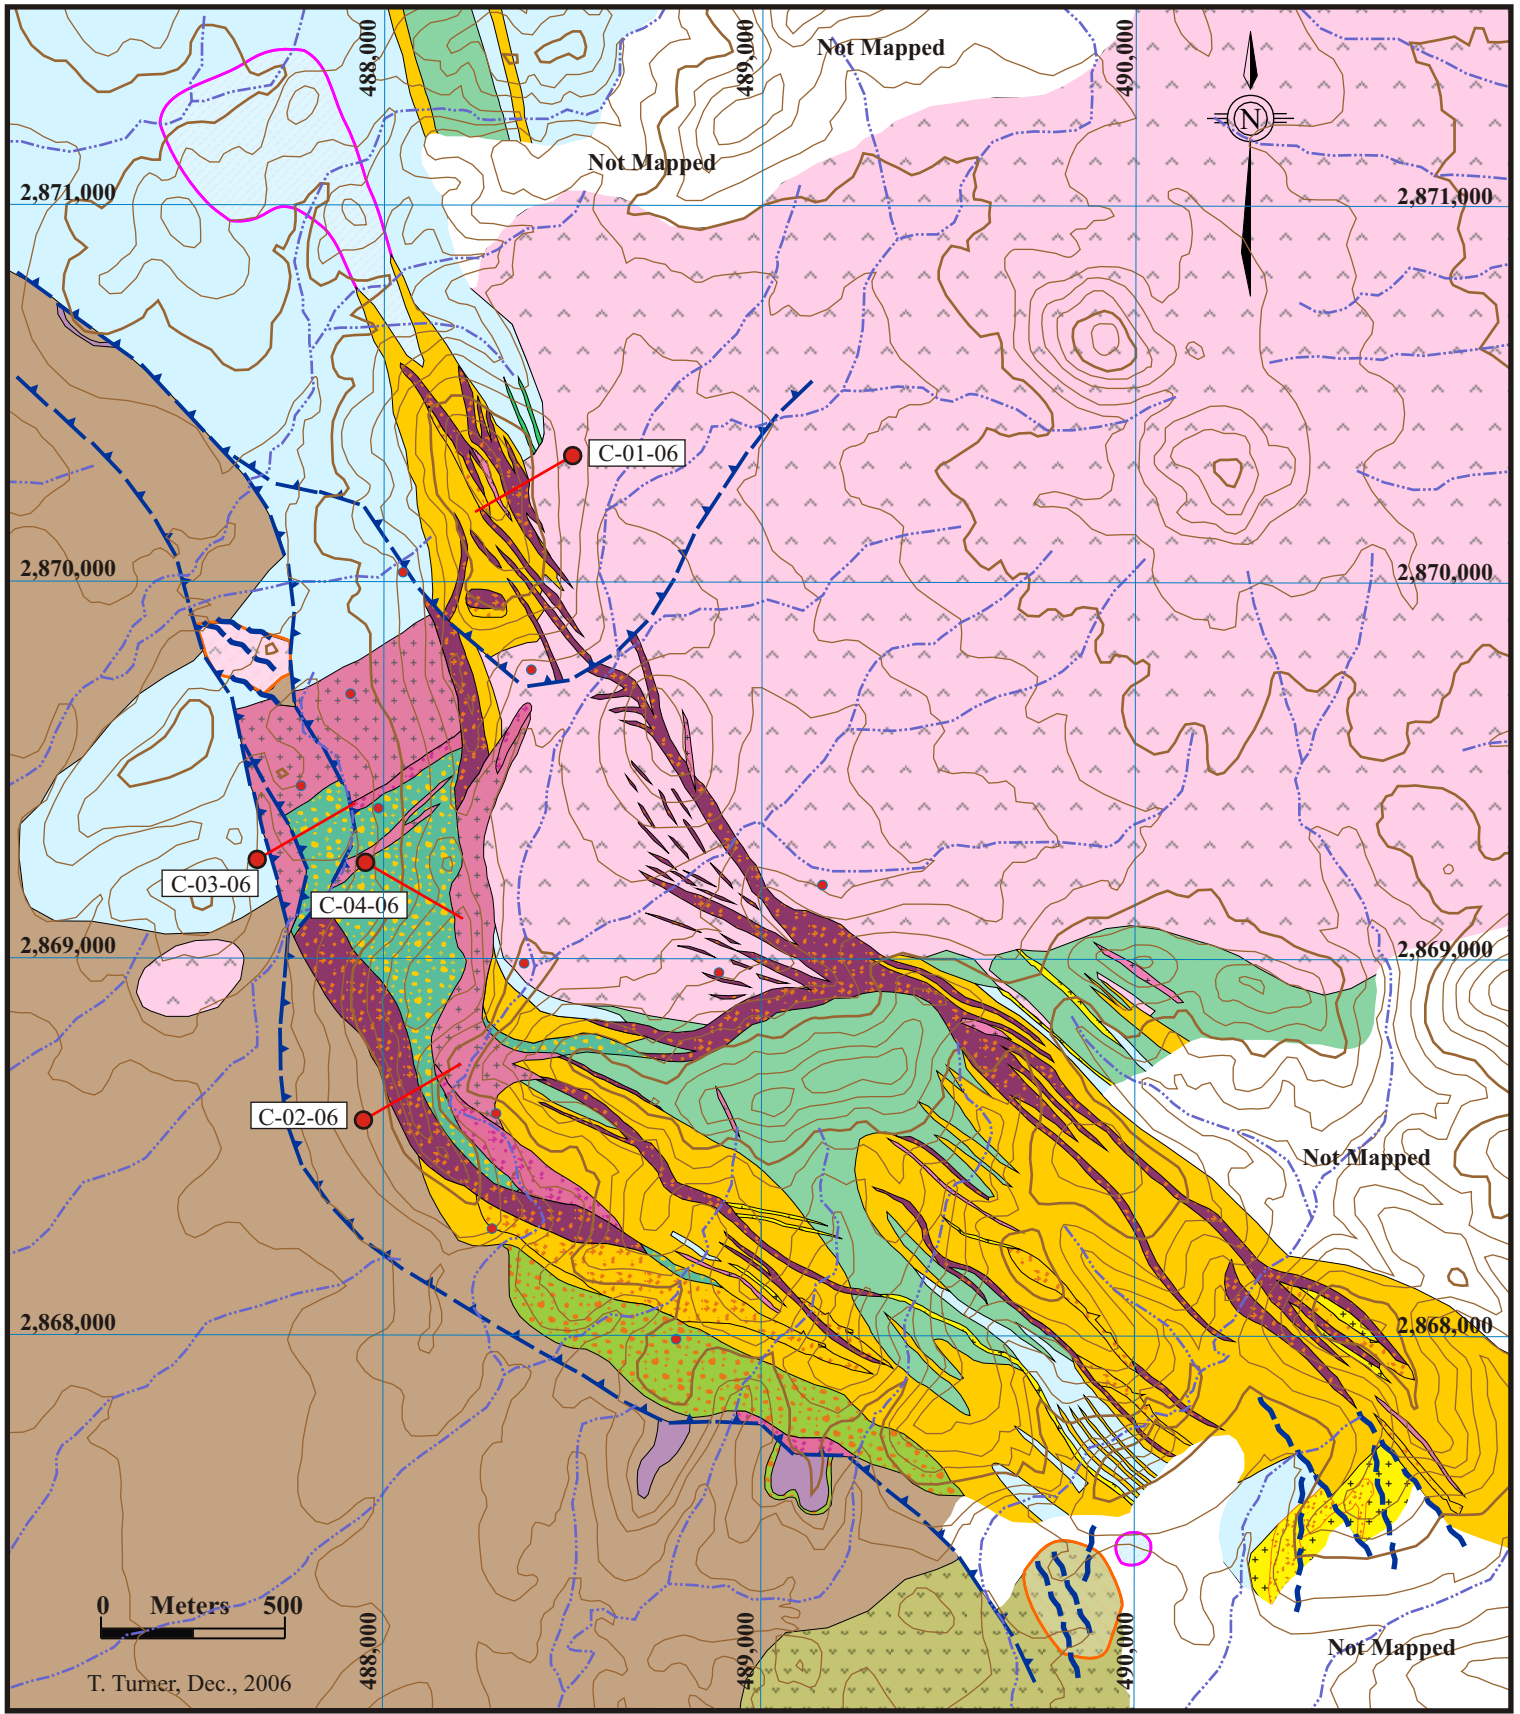 488,000
489,000
Not Mapped
490,000
N
Not Mapped
2,871,000
2,871,000
C-01-06
2,870,000
2,870,000
C-03-06
C-04-06
2,869,000
2,869,000
C-02-06
Not Mapped
2,868,000
2,868,000
0 Meters 500
488,000
489,000
490,000
Not Mapped
T. Turner, Dec., 2006